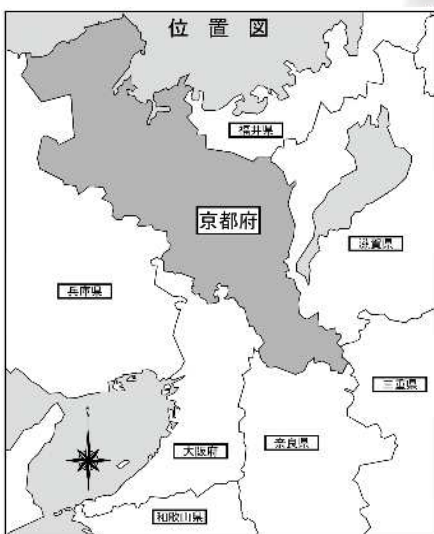 位置図
福井県
京都府
滋賀県
兵庫県
三重県
大阪府
奈良県
和歌山県